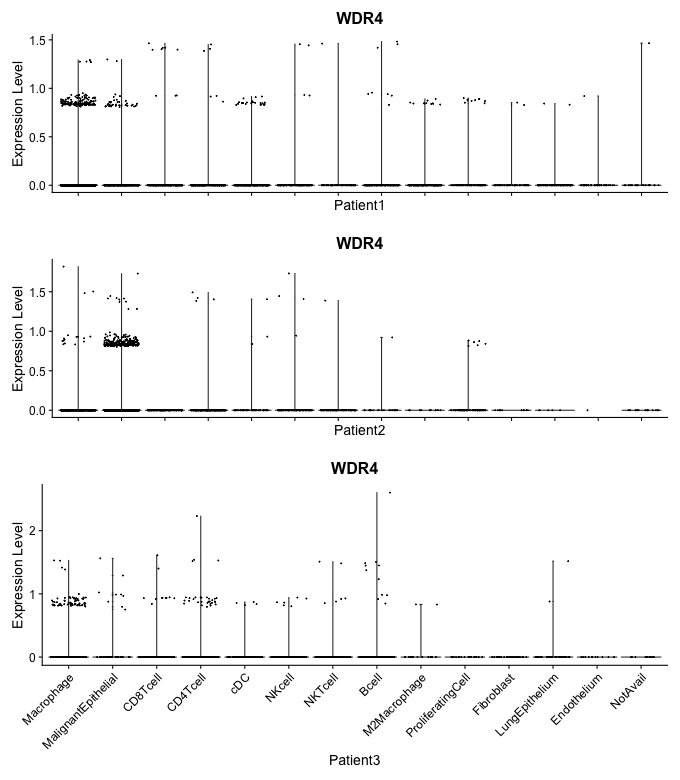 WDR4
Expression Level
1.5
1.0
0.5
0.0
Patient1
WDR4
Expression Level
1.5
1.0
0.5
0.0
Patient2
WDR4
Expression Level
2
1
0
Macrophage
MalignantEpithelial
CD8Tcell
CD4Tcell
cDC
NKcell
NKTcell
Bcell
M2Macrophage
ProliferatingCell
Fibroblast
LungEpithelium
Endothelium
NotAvail
Patient3